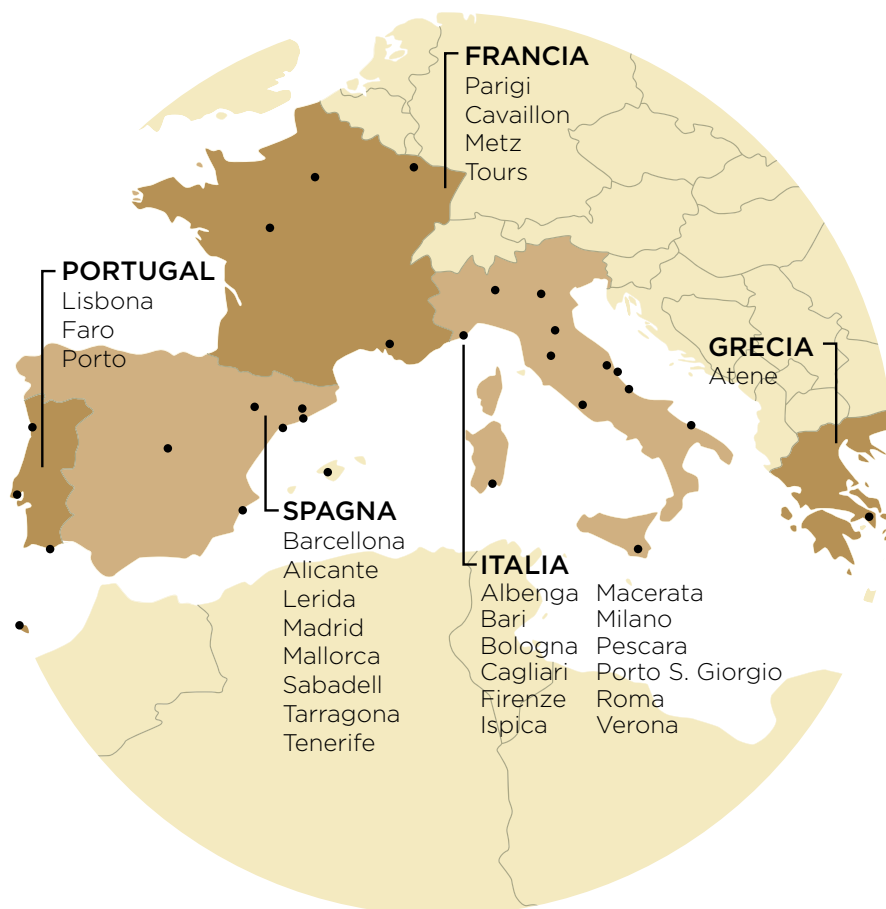 FRANCIA
Parigi
Cavaillon
Metz
Tours
PORTUGAL
Lisbona
Faro
Porto
GRECIA
Atene
SPAGNA
Barcellona
Alicante
Lerida
Madrid
Mallorca
Sabadell
Tarragona
Tenerife
ITALIA
Albenga
Bari
Bologna
Cagliari
Firenze
Ispica
Macerata
Milano
Pescara
Porto S. Giorgio
Roma
Verona